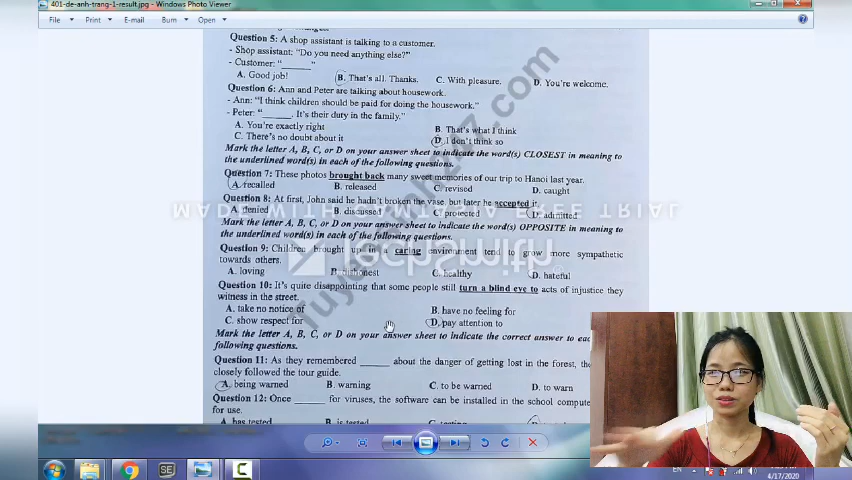 401-de-anh-trang-1-result.jpg - Windows Photo Viewer
File Print E-mail Burn Open
Question 5: A shop assistant is talking to a customer.
- Shop assistant: "Do you need anything else?"
- Customer: "______"
A. Good job! B. That's all. Thanks. C. With pleasure. D. You're welcome.
Question 6: Ann and Peter are talking about housework.
- Ann: "I think children should be paid for doing the housework."
- Peter: "______. It's their duty in the family."
A. You're exactly right B. That's what I think
C. There's no doubt about it D. I don't think so
Mark the letter A, B, C, or D on your answer sheet to indicate the word(s) CLOSEST in meaning to
the underlined word(s) in each of the following questions.
Question 7: These photos brought back many sweet memories of our trip to Hanoi last year.
A. recalled B. released C. revised D. caught
Question 8: At first, John said he hadn't broken the vase, but later he accepted it.
A. denied B. discussed C. protected D. admitted
MADE WITH CAMTASIA FREE TRIAL
Mark the letter A, B, C, or D on your answer sheet to indicate the word(s) OPPOSITE in meaning to
the underlined word(s) in each of the following questions.
Question 9: Children brought up in a caring environment tend to grow more sympathetic
towards others.
A. loving B. dishonest C. healthy D. hateful
TechSmith
Question 10: It's quite disappointing that some people still turn a blind eye to acts of injustice they
witness in the street.
A. take no notice of B. have no feeling for
C. show respect for D. pay attention to
Mark the letter A, B, C, or D on your answer sheet to indicate the correct answer to
following questions.
Question 11: As they remembered ______ about the danger of getting lost in the forest,
closely followed the tour guide.
A. being warned B. warning C. to be warned D. to warn
Question 12: Once ______ for viruses, the software can be installed in the school
for use.
A. has tested B. is tested C. testing
EN
4/17/2020